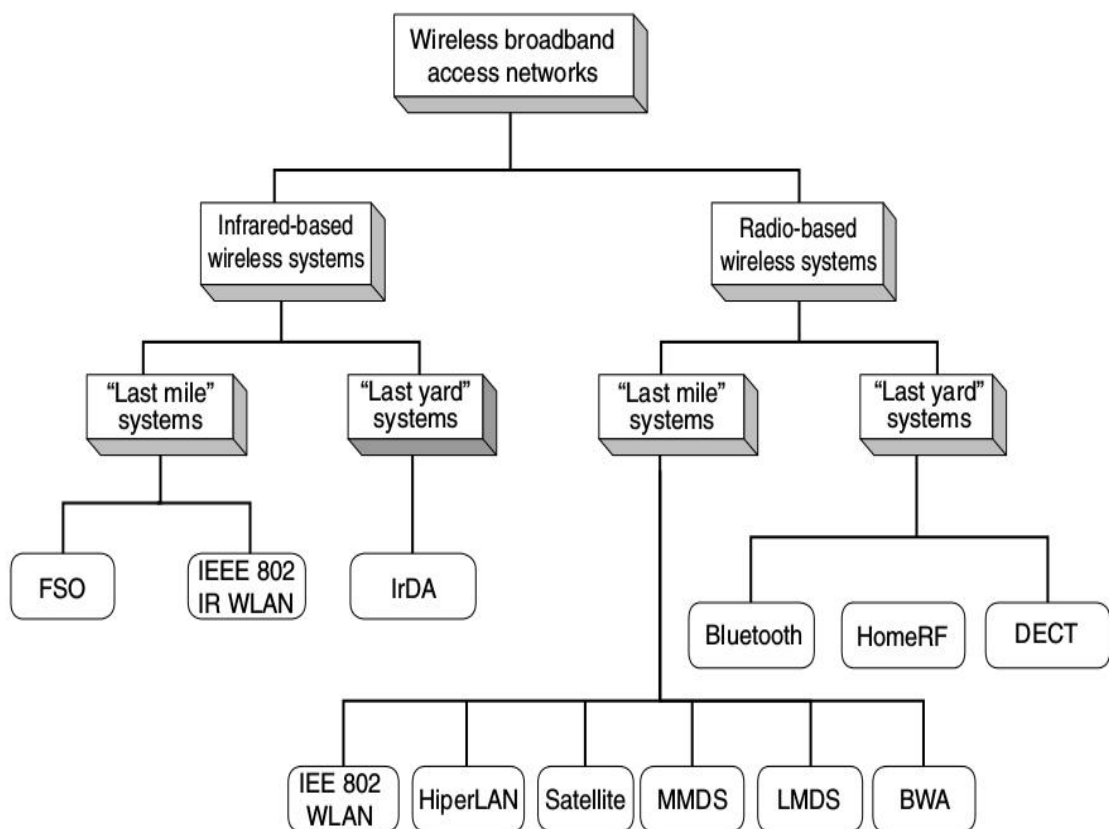 Wireless broadband
access networks
Infrared-based
wireless systems
Radio-based
wireless systems
“Last mile”
systems
“Last yard”
systems
“Last mile”
systems
“Last yard”
systems
FSO
IEEE 802
IR WLAN
IrDA
Bluetooth
HomeRF
DECT
IEE 802
WLAN
HiperLAN
Satellite
MMDS
LMDS
BWA